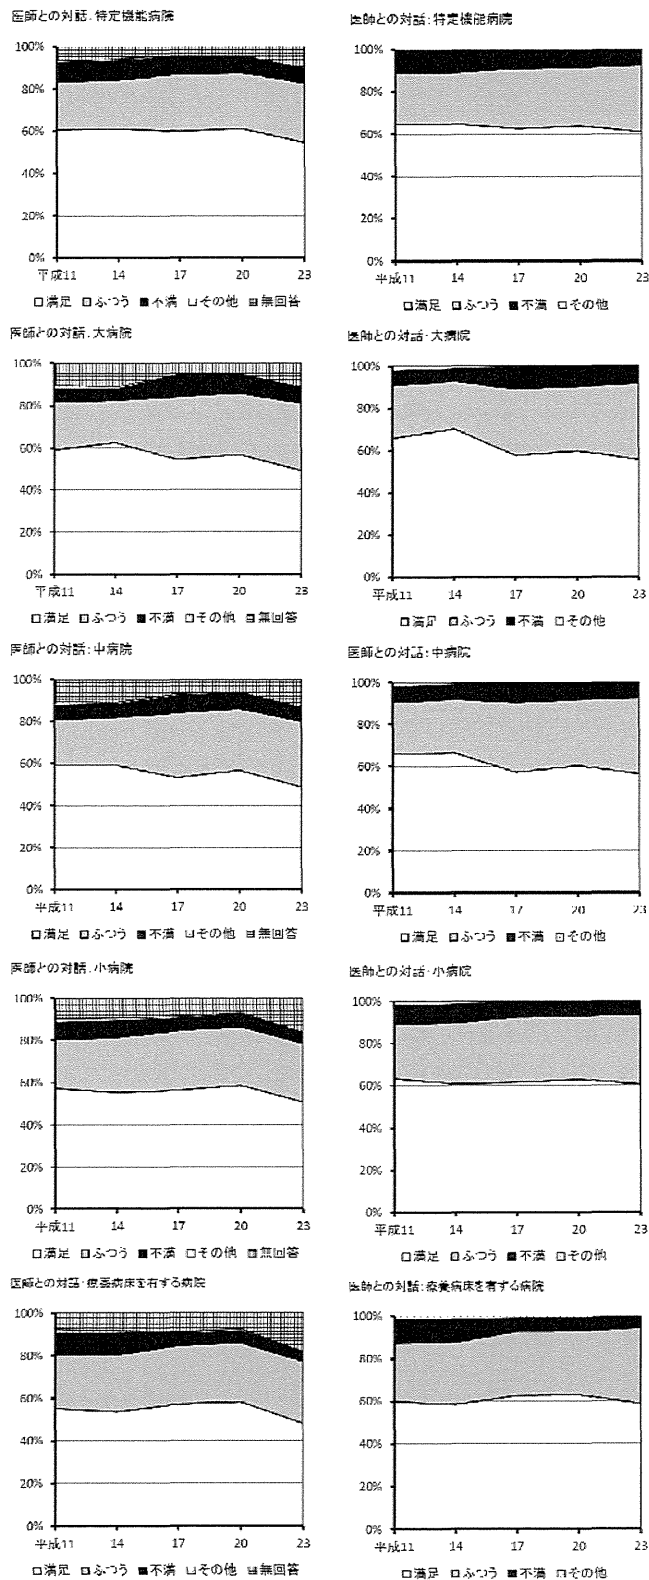 医師との対話:特定機能病院
100%
80%
60%
40%
20%
0%
平成11 14 17 20 23
□満足 □ふつう ■不満 □その他 ▦無回答
医師との対話:特定機能病院
100%
80%
60%
40%
20%
0%
平成11 14 17 20 23
□満足 □ふつう ■不満 □その他
医師との対話:大病院
100%
80%
60%
40%
20%
0%
平成11 14 17 20 23
□満足 □ふつう ■不満 □その他 ▦無回答
医師との対話:大病院
100%
80%
60%
40%
20%
0%
平成11 14 17 20 23
□満足 □ふつう ■不満 □その他
医師との対話:中病院
100%
80%
60%
40%
20%
0%
平成11 14 17 20 23
□満足 □ふつう ■不満 □その他 ▦無回答
医師との対話:中病院
100%
80%
60%
40%
20%
0%
平成11 14 17 20 23
□満足 □ふつう ■不満 □その他
医師との対話:小病院
100%
80%
60%
40%
20%
0%
平成11 14 17 20 23
□満足 □ふつう ■不満 □その他 ▦無回答
医師との対話:小病院
100%
80%
60%
40%
20%
0%
平成11 14 17 20 23
□満足 □ふつう ■不満 □その他
医師との対話:療養病床を有する病院
100%
80%
60%
40%
20%
0%
平成11 14 17 20 23
□満足 □ふつう ■不満 □その他 ▦無回答
医師との対話:療養病床を有する病院
100%
80%
60%
40%
20%
0%
平成11 14 17 20 23
□満足 □ふつう ■不満 □その他